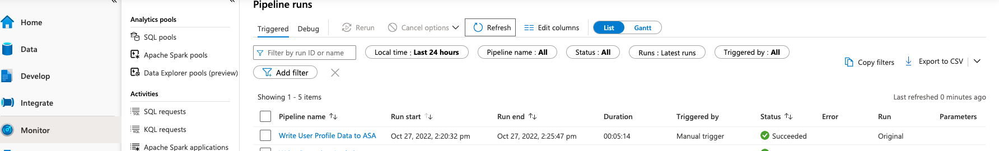 Home
Data
Develop
Integrate
Monitor
Analytics pools
SQL pools
Apache Spark pools
Data Explorer pools (preview)
Activities
SQL requests
KQL requests
Apache Spark applications
Pipeline runs
Triggered Debug Rerun Cancel options Refresh Edit columns List Gantt
Filter by run ID or name Local time : Last 24 hours Pipeline name : All Status : All Runs : Latest runs Triggered by : All
Copy filters Export to CSV
Add filter
Showing 1 - 5 items Last refreshed 0 minutes ago
Pipeline name Run start Run end Duration Triggered by Status Error Run Parameters
Write User Profile Data to ASA Oct 27, 2022, 2:20:32 pm Oct 27, 2022, 2:25:47 pm 00:05:14 Manual trigger Succeeded Original